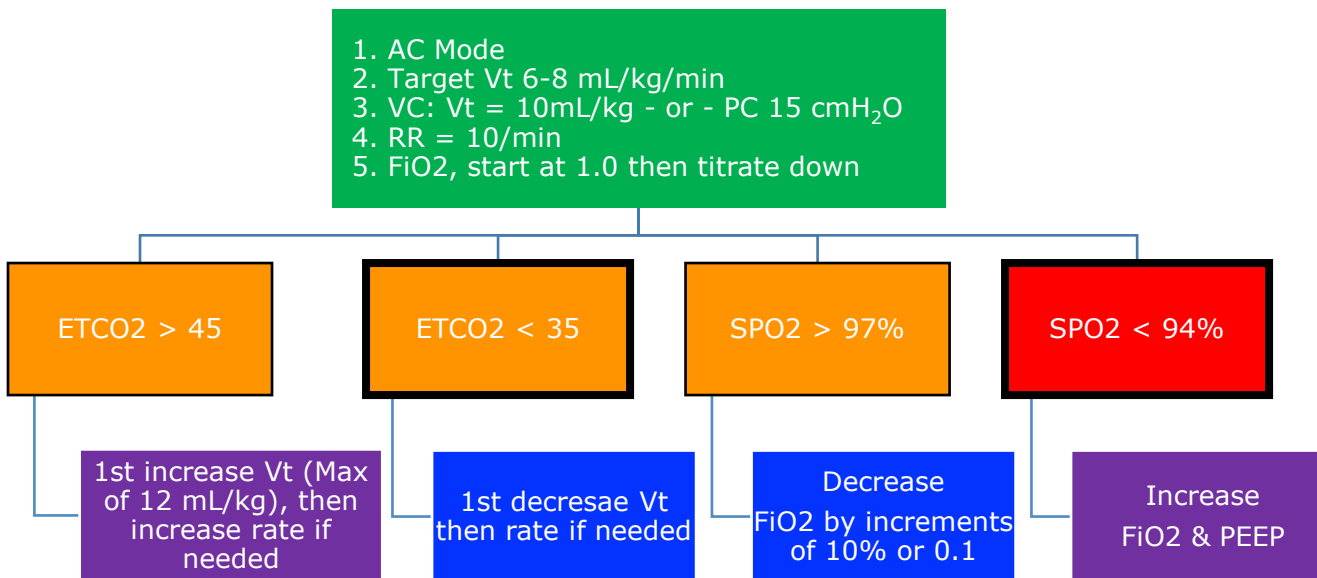 1. AC Mode
2. Target Vt 6-8 mL/kg/min
3. VC: Vt = 10mL/kg - or - PC 15 cmH₂O
4. RR = 10/min
5. FiO2, start at 1.0 then titrate down
ETCO2 > 45
ETCO2 < 35
SPO2 > 97%
SPO2 < 94%
1st increase Vt (Max
of 12 mL/kg), then
increase rate if
needed
1st decresae Vt
then rate if needed
Decrease
FiO2 by increments
of 10% or 0.1
Increase
FiO2 & PEEP